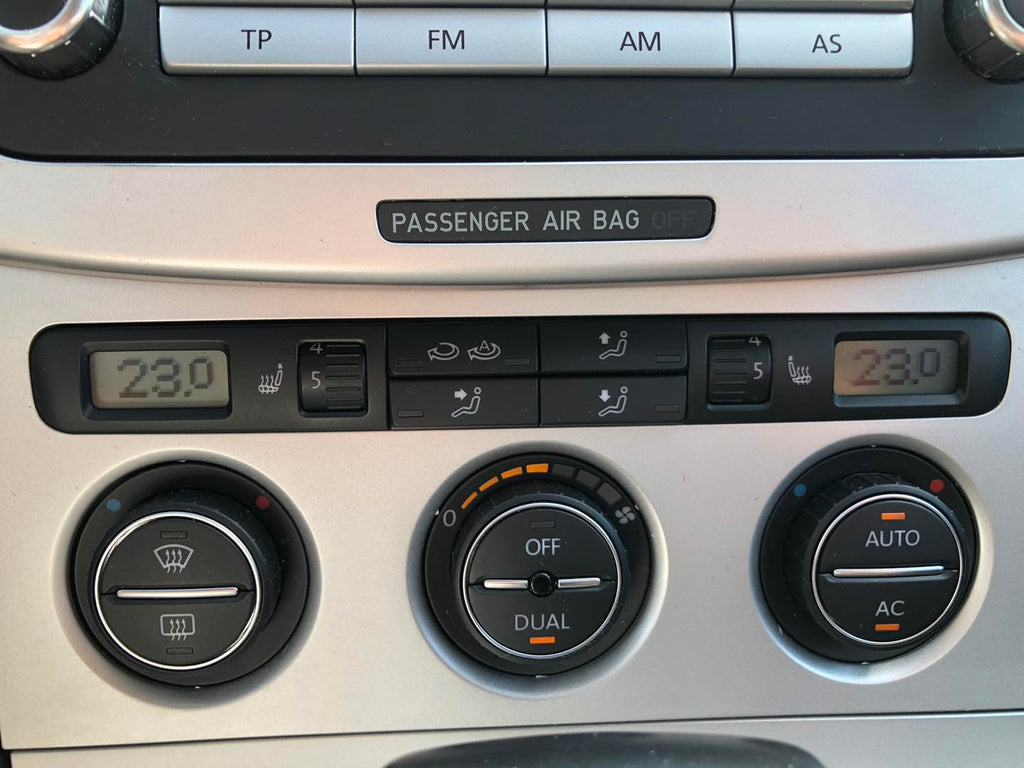 TP FM AM AS
PASSENGER AIR BAG OFF
23.0 4 4 23.0
5 5
A
0
OFF
DUAL
AUTO
AC